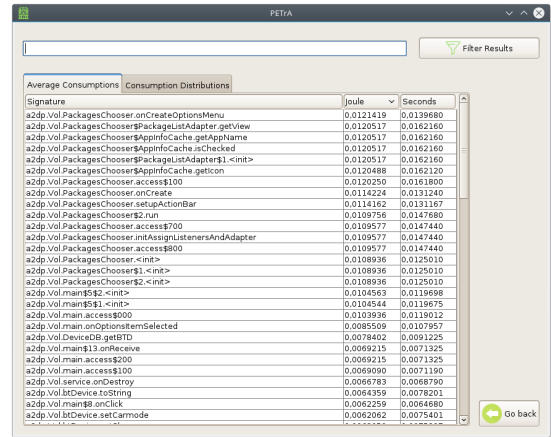 PETrA
Filter Results
Average Consumptions Consumption Distributions
Signature Joule Seconds
a2dp.Vol.PackagesChooser.onCreateOptionsMenu 0,0121419 0,0139680
a2dp.Vol.PackagesChooser$PackageListAdapter.getView 0,0120517 0,0162160
a2dp.Vol.PackagesChooser$AppInfoCache.getAppName 0,0120517 0,0162160
a2dp.Vol.PackagesChooser$AppInfoCache.isChecked 0,0120517 0,0162160
a2dp.Vol.PackagesChooser$PackageListAdapter$1.<init> 0,0120517 0,0162160
a2dp.Vol.PackagesChooser$AppInfoCache.getIcon 0,0120488 0,0162120
a2dp.Vol.PackagesChooser.access$100 0,0120250 0,0161800
a2dp.Vol.PackagesChooser.onCreate 0,0114224 0,0131240
a2dp.Vol.PackagesChooser.setupActionBar 0,0114162 0,0131167
a2dp.Vol.PackagesChooser$2.run 0,0109756 0,0147680
a2dp.Vol.PackagesChooser.access$700 0,0109577 0,0147440
a2dp.Vol.PackagesChooser.initAssignListenersAndAdapter 0,0109577 0,0147440
a2dp.Vol.PackagesChooser.access$800 0,0109577 0,0147440
a2dp.Vol.PackagesChooser.<init> 0,0108936 0,0125010
a2dp.Vol.PackagesChooser$1.<init> 0,0108936 0,0125010
a2dp.Vol.PackagesChooser$2.<init> 0,0108936 0,0125010
a2dp.Vol.main$5$2.<init> 0,0104563 0,0119698
a2dp.Vol.main$5$1.<init> 0,0104544 0,0119675
a2dp.Vol.main.access$000 0,0103936 0,0119012
a2dp.Vol.main.onOptionsItemSelected 0,0085509 0,0107957
a2dp.Vol.DeviceDB.getBTD 0,0078402 0,0091225
a2dp.Vol.main$13.onReceive 0,0069215 0,0071325
a2dp.Vol.main.access$200 0,0069215 0,0071325
a2dp.Vol.main.access$100 0,0069090 0,0071190
a2dp.Vol.service.onDestroy 0,0066783 0,0068790
a2dp.Vol.btDevice.toString 0,0064359 0,0078201
a2dp.Vol.main$8.onClick 0,0062259 0,0064680
a2dp.Vol.btDevice.setCarmode 0,0062062 0,0075401
Go back